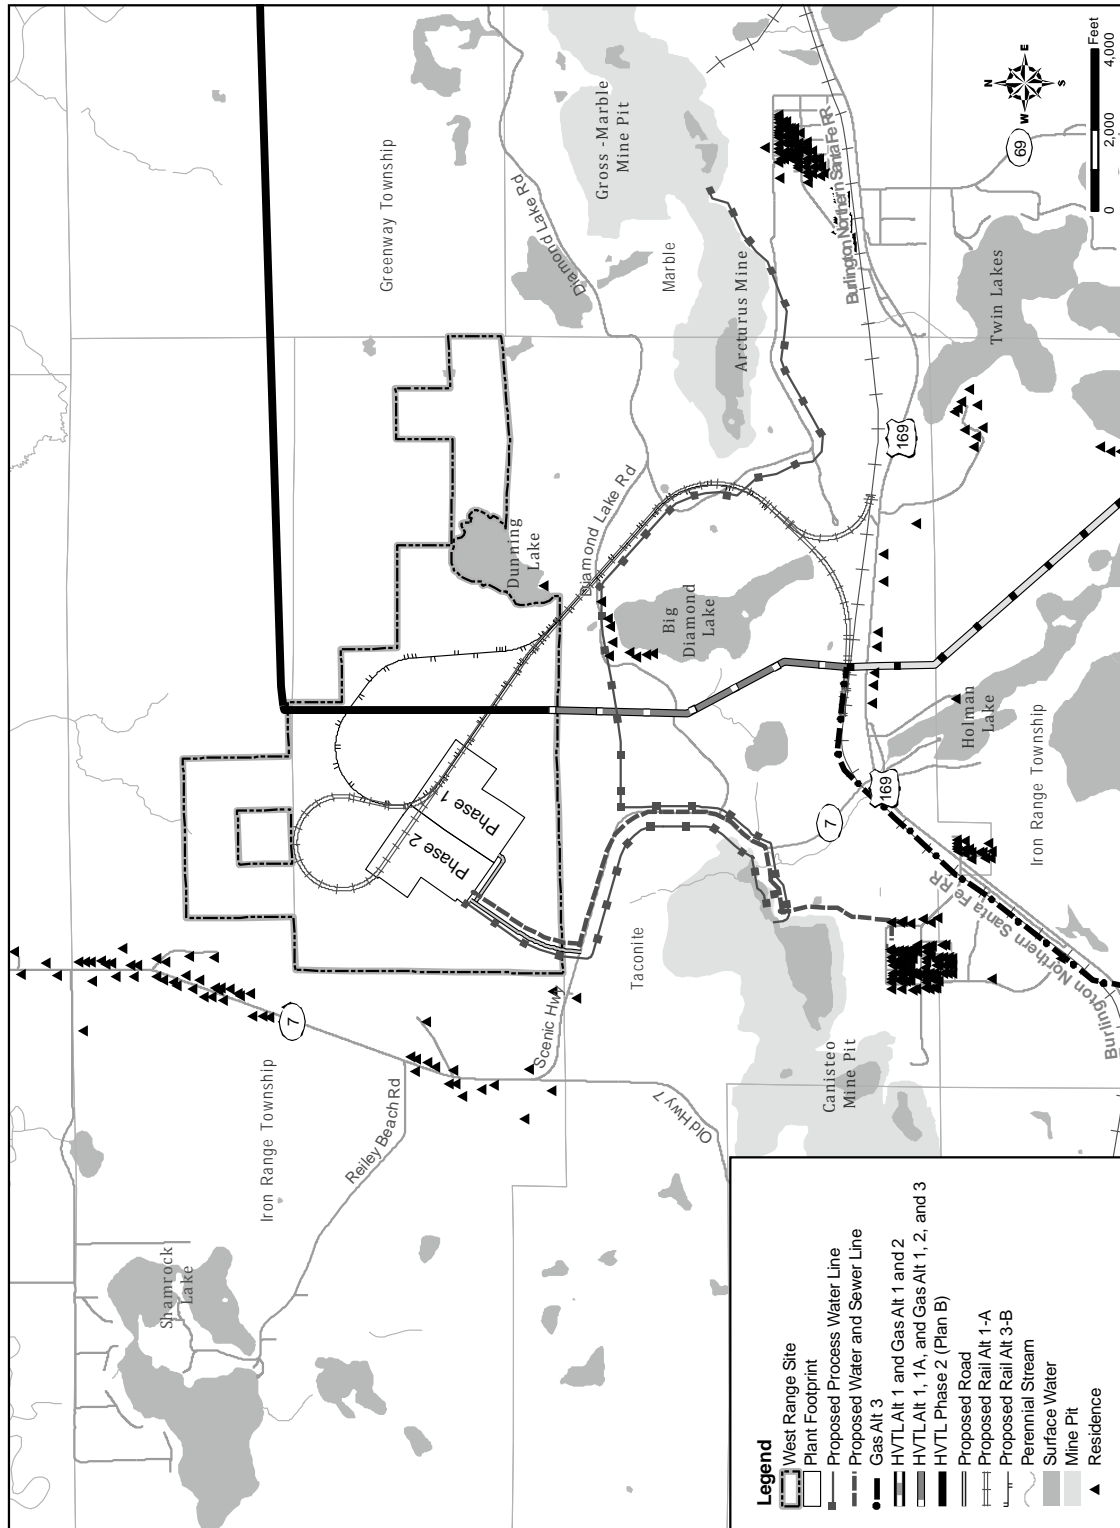 Greenway Township
Gross -Marble
Mine Pit
Diamond Lake Rd
Marble
Arcturus Mine
Burlington Northern Santa Fe RR
N
E
S
W
69
0
2,000
4,000
Feet
Twin Lakes
169
Diamond Lake Rd
Dunning
Lake
Big
Diamond
Lake
Holman
Lake
Iron Range Township
169
7
Phase 1
Phase 2
Taconite
Scenic Hwy
Canisteo
Mine Pit
Burlington Northern Santa Fe RR
Burlington
7
Iron Range Township
Reiley Beach Rd
Old Hwy 7
Shamrock
Lake
Legend
West Range Site
Plant Footprint
Proposed Process Water Line
Proposed Water and Sewer Line
Gas Alt 3
HVTL Alt 1 and Gas Alt 1 and 2
HVTL Alt 1, 1A, and Gas Alt 1, 2, and 3
HVTL Phase 2 (Plan B)
Proposed Road
Proposed Rail Alt 1-A
Proposed Rail Alt 3-B
Perennial Stream
Surface Water
Mine Pit
Residence